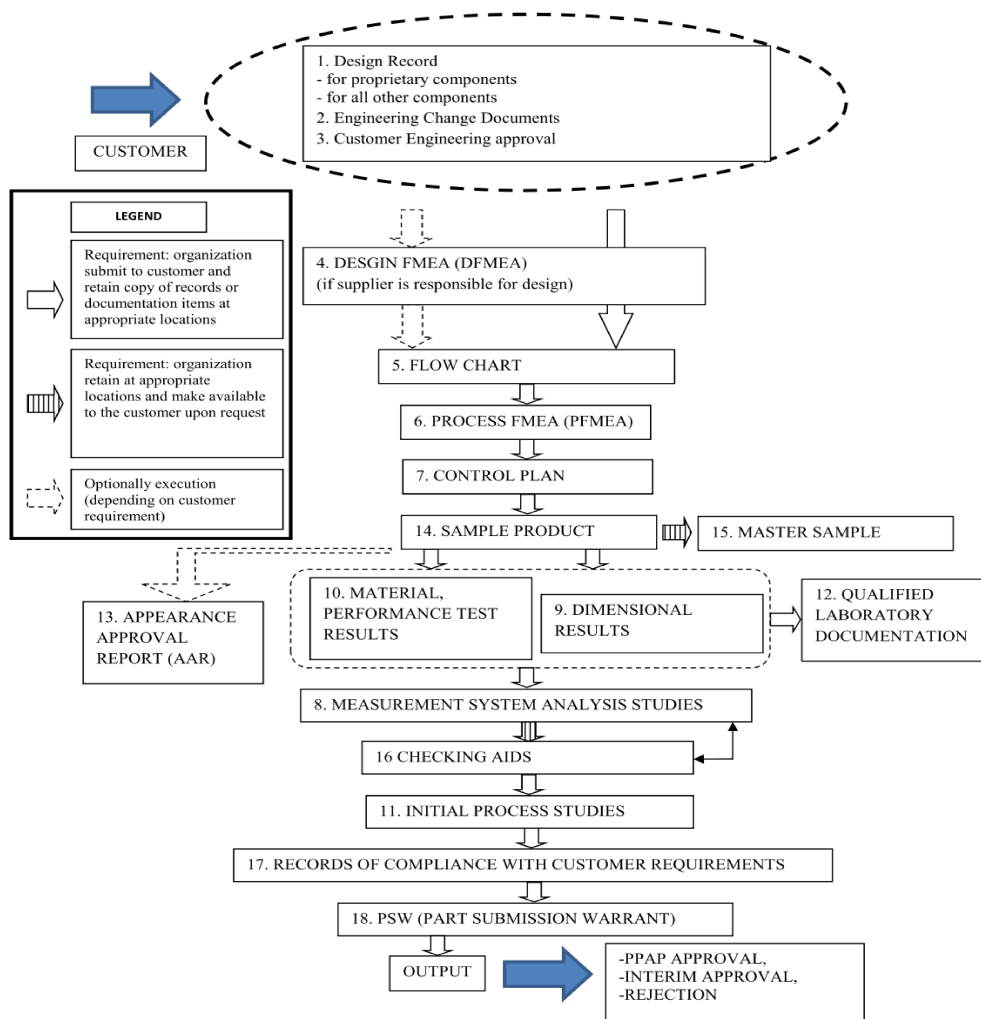 1. Design Record
- for proprietary components
- for all other components
2. Engineering Change Documents
3. Customer Engineering approval
CUSTOMER
LEGEND
Requirement: organization
submit to customer and
retain copy of records or
documentation items at
appropriate locations
Requirement: organization
retain at appropriate
locations and make available
to the customer upon request
Optionally execution
(depending on customer
requirement)
4. DESGIN FMEA (DFMEA)
(if supplier is responsible for design)
5. FLOW CHART
6. PROCESS FMEA (PFMEA)
7. CONTROL PLAN
14. SAMPLE PRODUCT
15. MASTER SAMPLE
13. APPEARANCE
APPROVAL
REPORT (AAR)
10. MATERIAL,
PERFORMANCE TEST
RESULTS
9. DIMENSIONAL
RESULTS
12. QUALIFIED
LABORATORY
DOCUMENTATION
8. MEASUREMENT SYSTEM ANALYSIS STUDIES
16 CHECKING AIDS
11. INITIAL PROCESS STUDIES
17. RECORDS OF COMPLIANCE WITH CUSTOMER REQUIREMENTS
18. PSW (PART SUBMISSION WARRANT)
OUTPUT
-PPAP APPROVAL,
-INTERIM APPROVAL,
-REJECTION